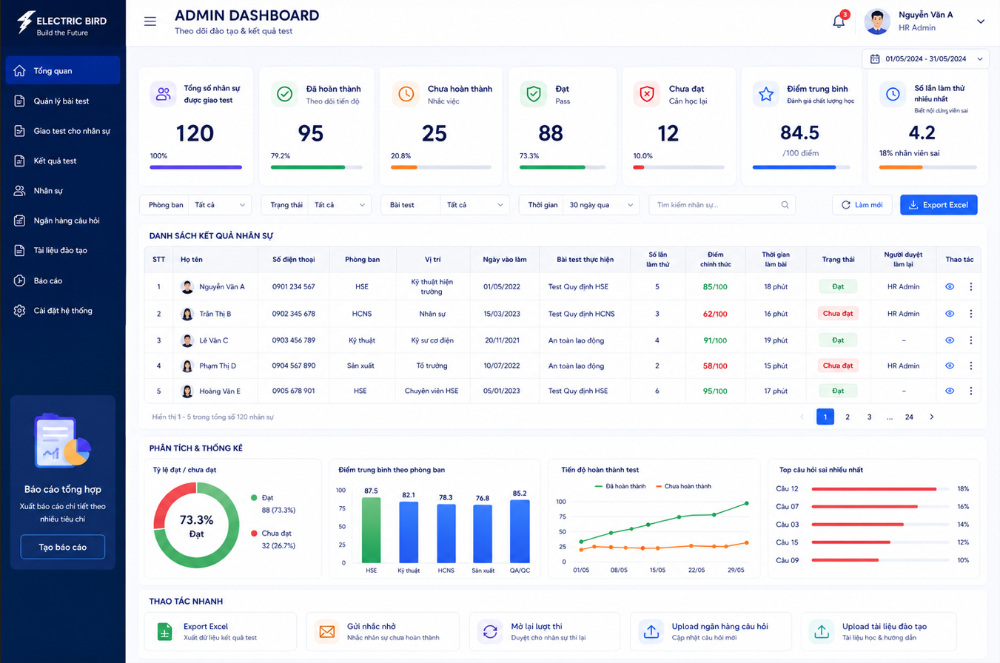 ELECTRIC BIRD
Build the Future
Tổng quan
Quản lý bài test
Giao test cho nhân sự
Kết quả test
Nhân sự
Ngân hàng câu hỏi
Tài liệu đào tạo
Báo cáo
Cài đặt hệ thống
Báo cáo tổng hợp
Xuất báo cáo chi tiết theo
nhiều tiêu chí
Tạo báo cáo
ADMIN DASHBOARD
Theo dõi đào tạo & kết quả test
3
Nguyễn Văn A
HR Admin
01/05/2024 - 31/05/2024
Tổng số nhân sự
được giao test
120
100%
Đã hoàn thành
Theo dõi tiến độ
95
79.2%
Chưa hoàn thành
Nhắc việc
25
20.8%
Đạt
Pass
88
73.3%
Chưa đạt
Cần học lại
12
10.0%
Điểm trung bình
Đánh giá chất lượng học
84.5
/100 điểm
Số lần làm thử
nhiều nhất
Biết nội dung viên sai
4.2
18% nhân viên sai
Phòng ban Tất cả
Trạng thái Tất cả
Bài test Tất cả
Thời gian 30 ngày qua
Tìm kiếm nhân sự...
Làm mới
Export Excel
DANH SÁCH KẾT QUẢ NHÂN SỰ
STT Họ tên Số điện thoại Phòng ban Vị trí Ngày vào làm Bài test thực hiện Số lần làm thử Điểm chính thức Thời gian làm bài Trạng thái Người duyệt làm lại Thao tác
1 Nguyễn Văn A 0901 234 567 HSE Kỹ thuật hiện trường 01/05/2022 Test Quy định HSE 5 85/100 18 phút Đạt HR Admin
2 Trần Thị B 0902 345 678 HCNS Nhân sự 15/03/2023 Test Quy định HCNS 3 62/100 16 phút Chưa đạt HR Admin
3 Lê Văn C 0903 456 789 Kỹ thuật Kỹ sư cơ điện 20/11/2021 An toàn lao động 4 91/100 19 phút Đạt –
4 Phạm Thị D 0904 567 890 Sản xuất Tổ trưởng 10/07/2022 An toàn lao động 2 58/100 15 phút Chưa đạt HR Admin
5 Hoàng Văn E 0905 678 901 HSE Chuyên viên HSE 05/01/2023 Test Quy định HSE 6 95/100 17 phút Đạt –
Hiển thị 1 - 5 trong tổng số 120 nhân sự
1 2 3 ... 24
PHÂN TÍCH & THỐNG KÊ
Tỷ lệ đạt / chưa đạt
73.3%
Đạt
Đạt
88 (73.3%)
Chưa đạt
32 (26.7%)
Điểm trung bình theo phòng ban
100
75
50
25
0
87.5 82.1 78.3 76.8 85.2
HSE Kỹ thuật HCNS Sản xuất QA/QC
Tiến độ hoàn thành test
Đã hoàn thành Chưa hoàn thành
100
75
50
25
0
01/05 08/05 15/05 22/05 29/05
Top câu hỏi sai nhiều nhất
Câu 12 18%
Câu 07 16%
Câu 03 14%
Câu 15 12%
Câu 09 10%
THAO TÁC NHANH
Export Excel
Xuất dữ liệu kết quả test
Gửi nhắc nhở
Nhắc nhân sự chưa hoàn thành
Mở lại lượt thi
Duyệt cho nhân sự thi lại
Upload ngân hàng câu hỏi
Cập nhật câu hỏi mới
Upload tài liệu đào tạo
Tài liệu học & hướng dẫn